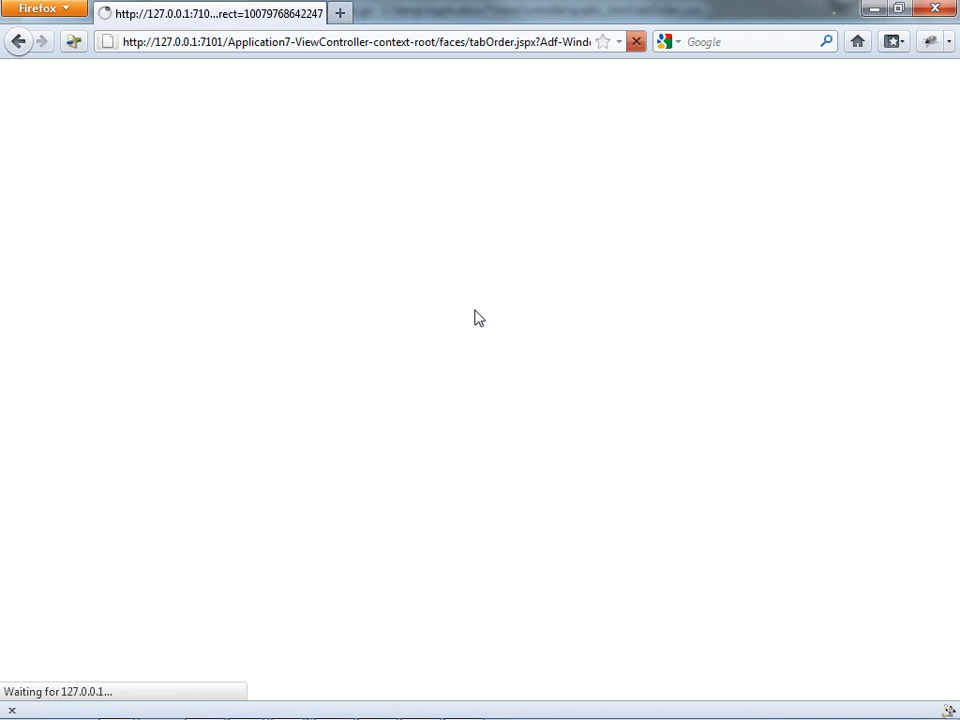 Firefox
http://127.0.0.1:710...rect=10079768642247
http://127.0.0.1:7101/Application7-ViewController-context-root/faces/tabOrder.jspx?Adf-Wind
Google
Waiting for 127.0.0.1...